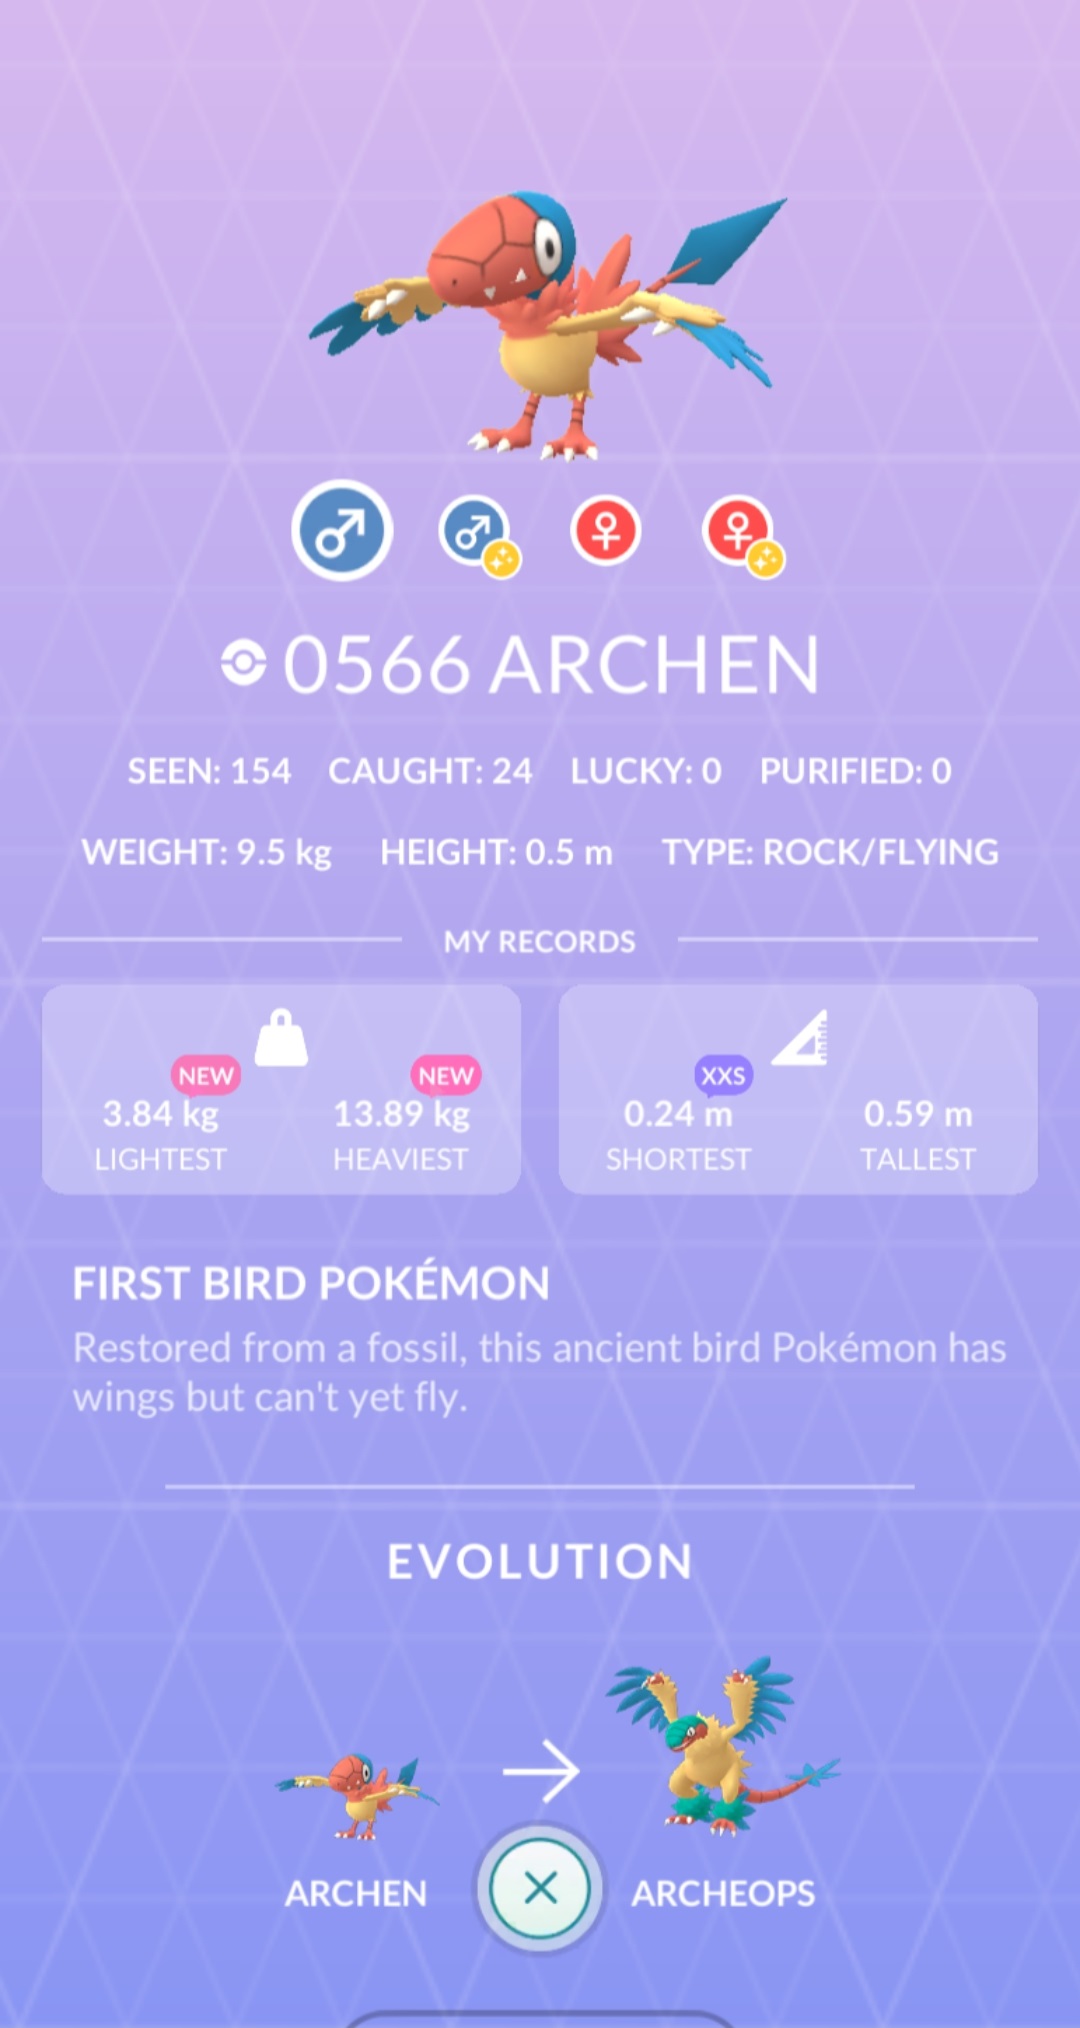 0566 ARCHEN
SEEN: 154 CAUGHT: 24 LUCKY: 0 PURIFIED: 0
WEIGHT: 9.5 kg HEIGHT: 0.5 m TYPE: ROCK/FLYING
MY RECORDS
NEW NEW XXS
3.84 kg 13.89 kg 0.24 m 0.59 m
LIGHTEST HEAVIEST SHORTEST TALLEST
FIRST BIRD POKÉMON
Restored from a fossil, this ancient bird Pokémon has
wings but can't yet fly.
EVOLUTION
ARCHEN ARCHEOPS